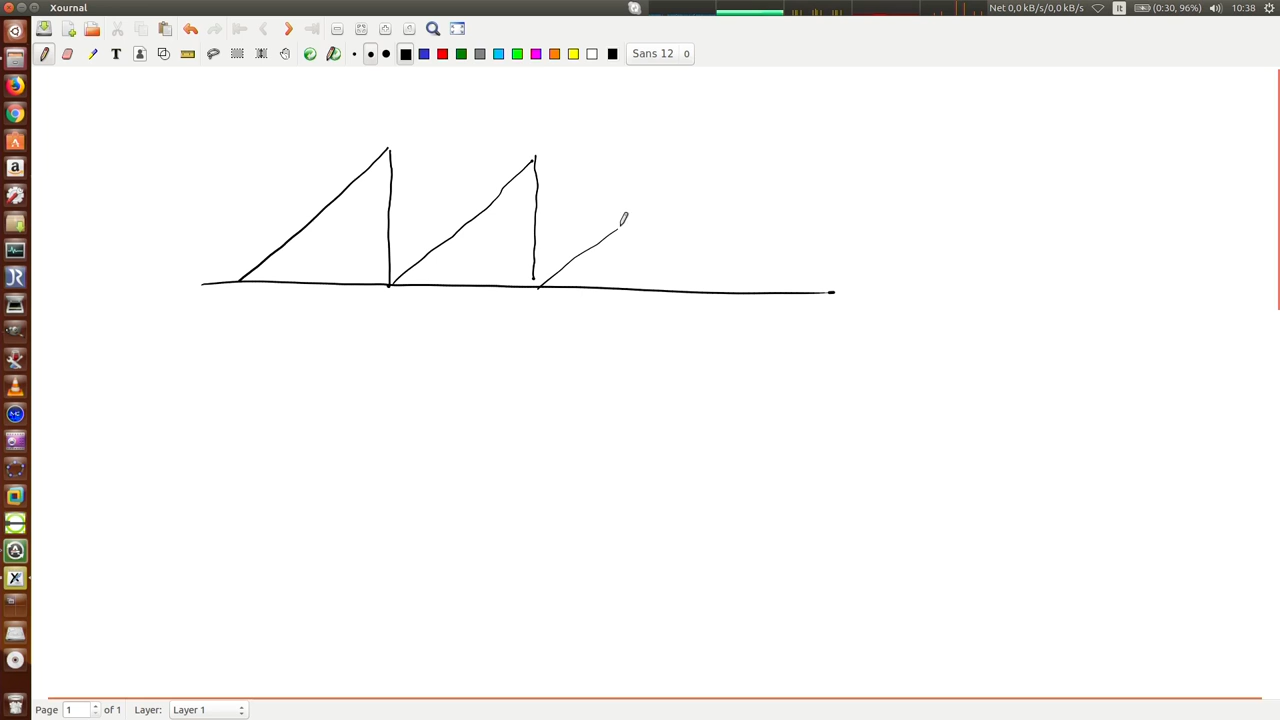 Xournal
Net 0,0 kB/s/0,0 kB/s
It
(0:30, 96%)
10:38
T
Sans 12
0
Page 1 of 1 Layer: Layer 1